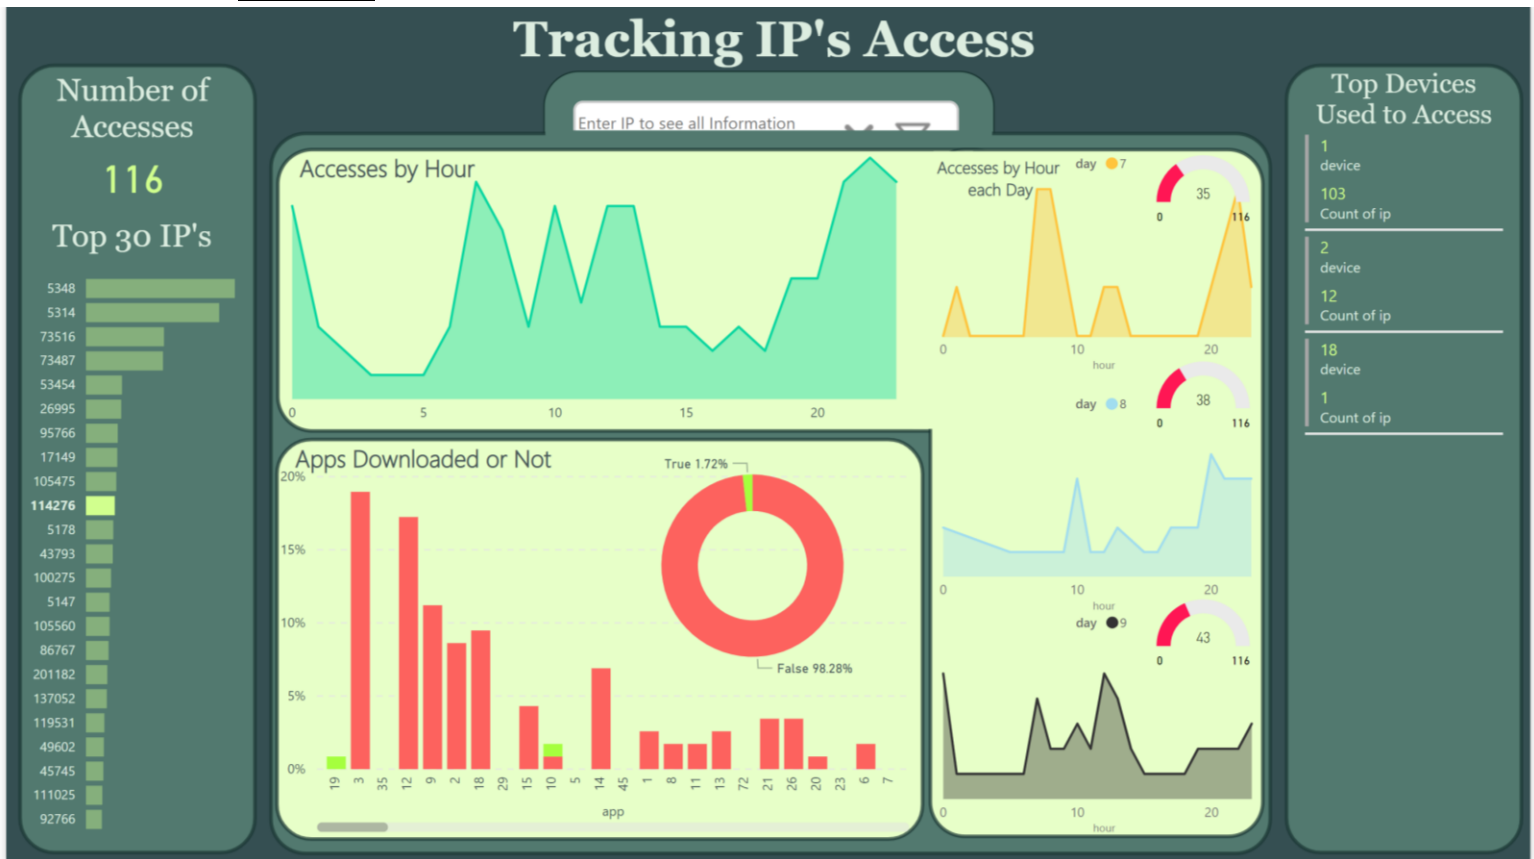 Tracking IP's Access
Number of
Accesses
116
Top 30 IP's
5348
5314
73516
73487
53454
26995
95766
17149
105475
114276
5178
43793
100275
5147
105560
86767
201182
137052
119531
49602
45745
111025
92766
Enter IP to see all Information
Accesses by Hour
0 5 10 15 20
Apps Downloaded or Not
20%
15%
10%
5%
0%
True 1.72%
False 98.28%
19 3 35 12 9 2 18 29 15 10 5 14 45 1 8 11 13 72 21 26 20 23 6 7
app
Accesses by Hour
each Day
day 7
35
0 116
0 10 20
hour
day 8
38
0 116
0 10 20
hour
day 9
43
0 116
0 10 20
hour
Top Devices
Used to Access
1
device
103
Count of ip
2
device
12
Count of ip
18
device
1
Count of ip